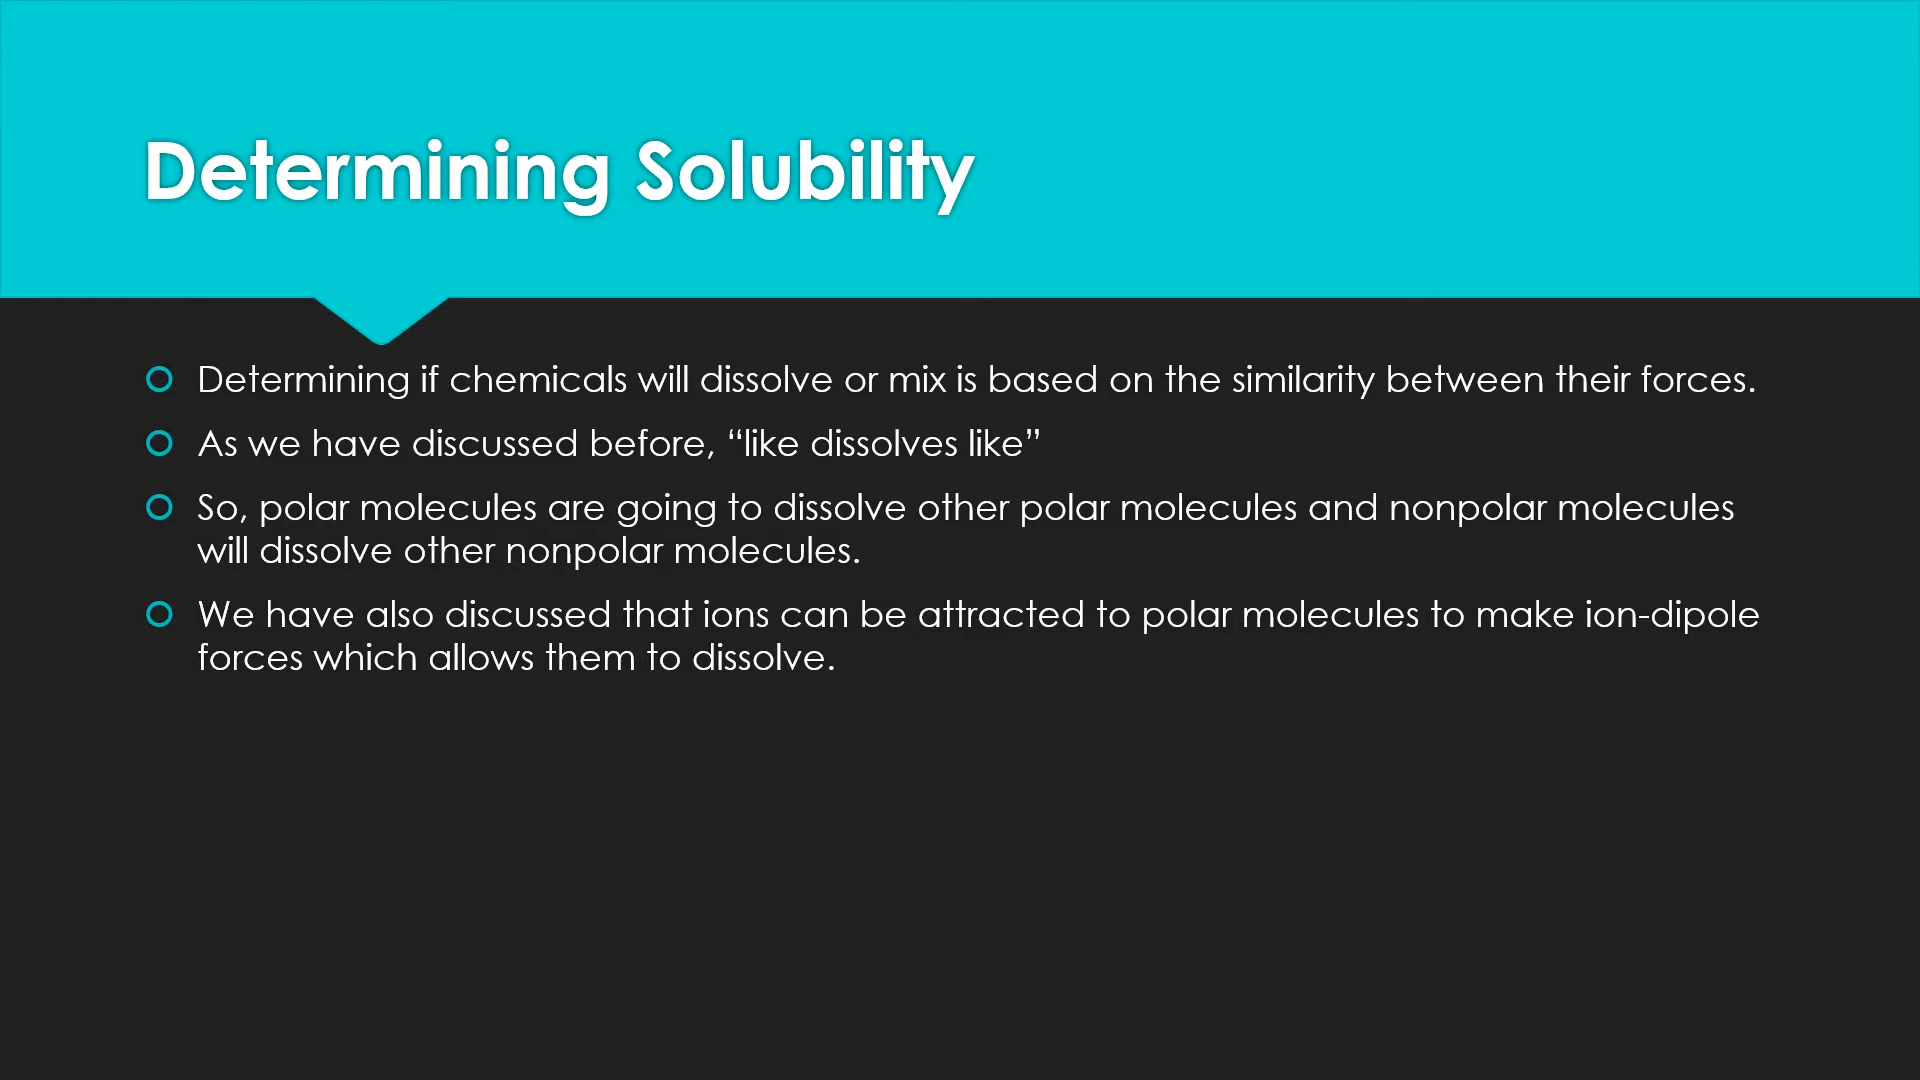 Determining Solubility
Determining if chemicals will dissolve or mix is based on the similarity between their forces.
As we have discussed before, “like dissolves like”
So, polar molecules are going to dissolve other polar molecules and nonpolar molecules
will dissolve other nonpolar molecules.
We have also discussed that ions can be attracted to polar molecules to make ion-dipole
forces which allows them to dissolve.